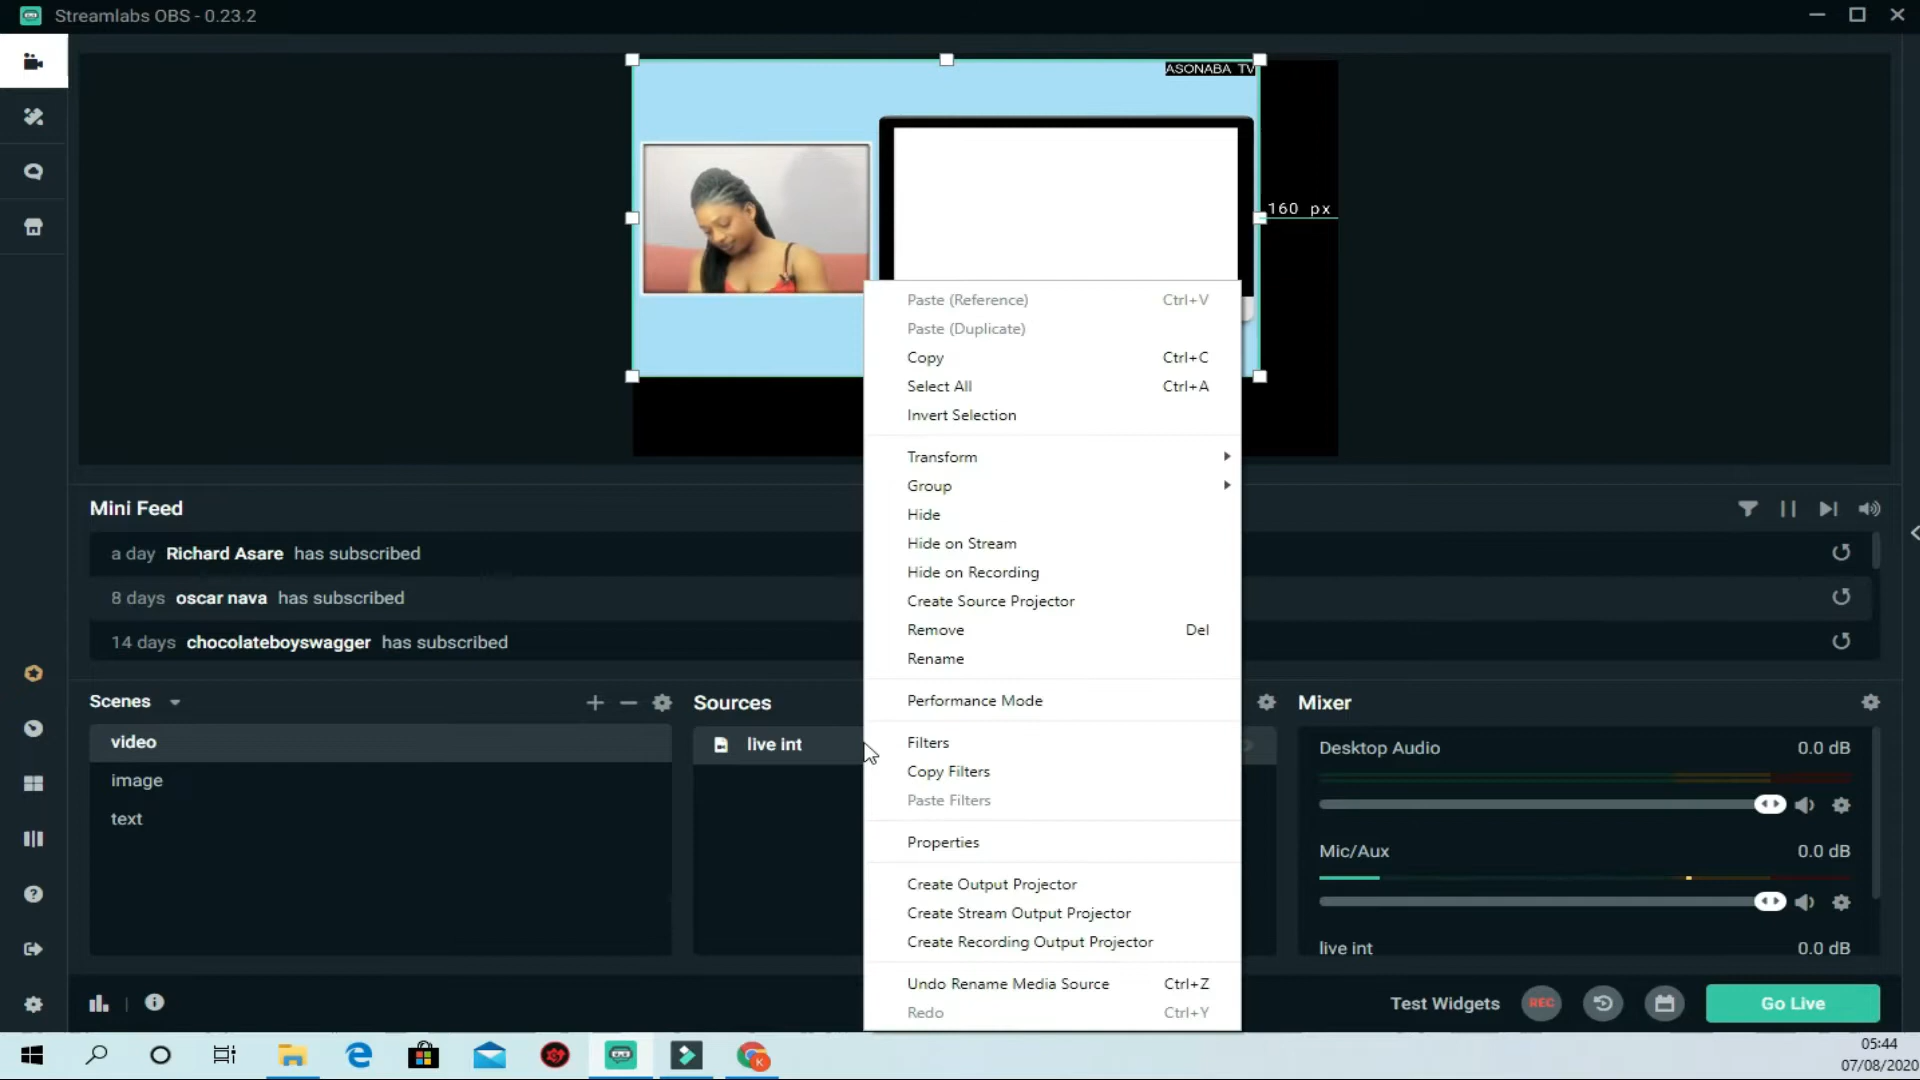 Streamlabs OBS - 0.23.2
ASONABA TV
160 px
Paste (Reference) Ctrl+V
Paste (Duplicate)
Copy Ctrl+C
Select All Ctrl+A
Invert Selection
Transform
Group
Hide
Hide on Stream
Hide on Recording
Create Source Projector
Remove Del
Rename
Performance Mode
Filters
Copy Filters
Paste Filters
Properties
Create Output Projector
Create Stream Output Projector
Create Recording Output Projector
Undo Rename Media Source Ctrl+Z
Redo Ctrl+Y
Mini Feed
a day Richard Asare has subscribed
8 days oscar nava has subscribed
14 days chocolateboyswagger has subscribed
Scenes
video
image
text
Sources
live int
Mixer
Desktop Audio 0.0 dB
Mic/Aux 0.0 dB
live int 0.0 dB
Test Widgets REC Go Live
05:44
07/08/2020